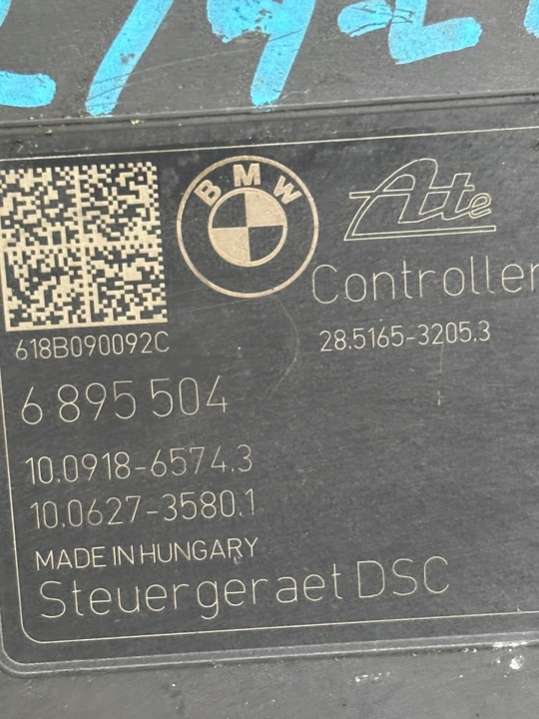 BMW
Ate
Controller
618B090092C
28.5165-3205.3
6 895 504
10.0918-6574.3
10.0627-3580.1
MADE IN HUNGARY
Steuergeraet DSC